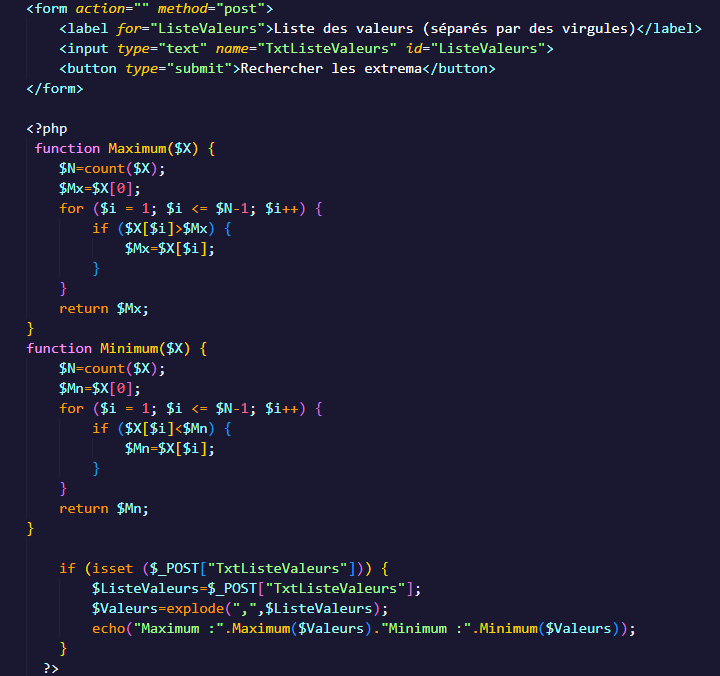 <form action="" method="post">
    <label for="ListeValeurs">Liste des valeurs (séparés par des virgules)</label>
    <input type="text" name="TxtListeValeurs" id="ListeValeurs">
    <button type="submit">Rechercher les extrema</button>
</form>

<?php
 function Maximum($X) {
    $N=count($X);
    $Mx=$X[0];
    for ($i = 1; $i <= $N-1; $i++) {
        if ($X[$i]>$Mx) {
            $Mx=$X[$i];
        }
    }
    return $Mx;
}
function Minimum($X) {
    $N=count($X);
    $Mn=$X[0];
    for ($i = 1; $i <= $N-1; $i++) {
        if ($X[$i]<$Mn) {
            $Mn=$X[$i];
        }
    }
    return $Mn;
}

    if (isset ($_POST["TxtListeValeurs"])) {
        $ListeValeurs=$_POST["TxtListeValeurs"];
        $Valeurs=explode(",",$ListeValeurs);
        echo("Maximum :".Maximum($Valeurs)."Minimum :".Minimum($Valeurs));
    }
  ?>